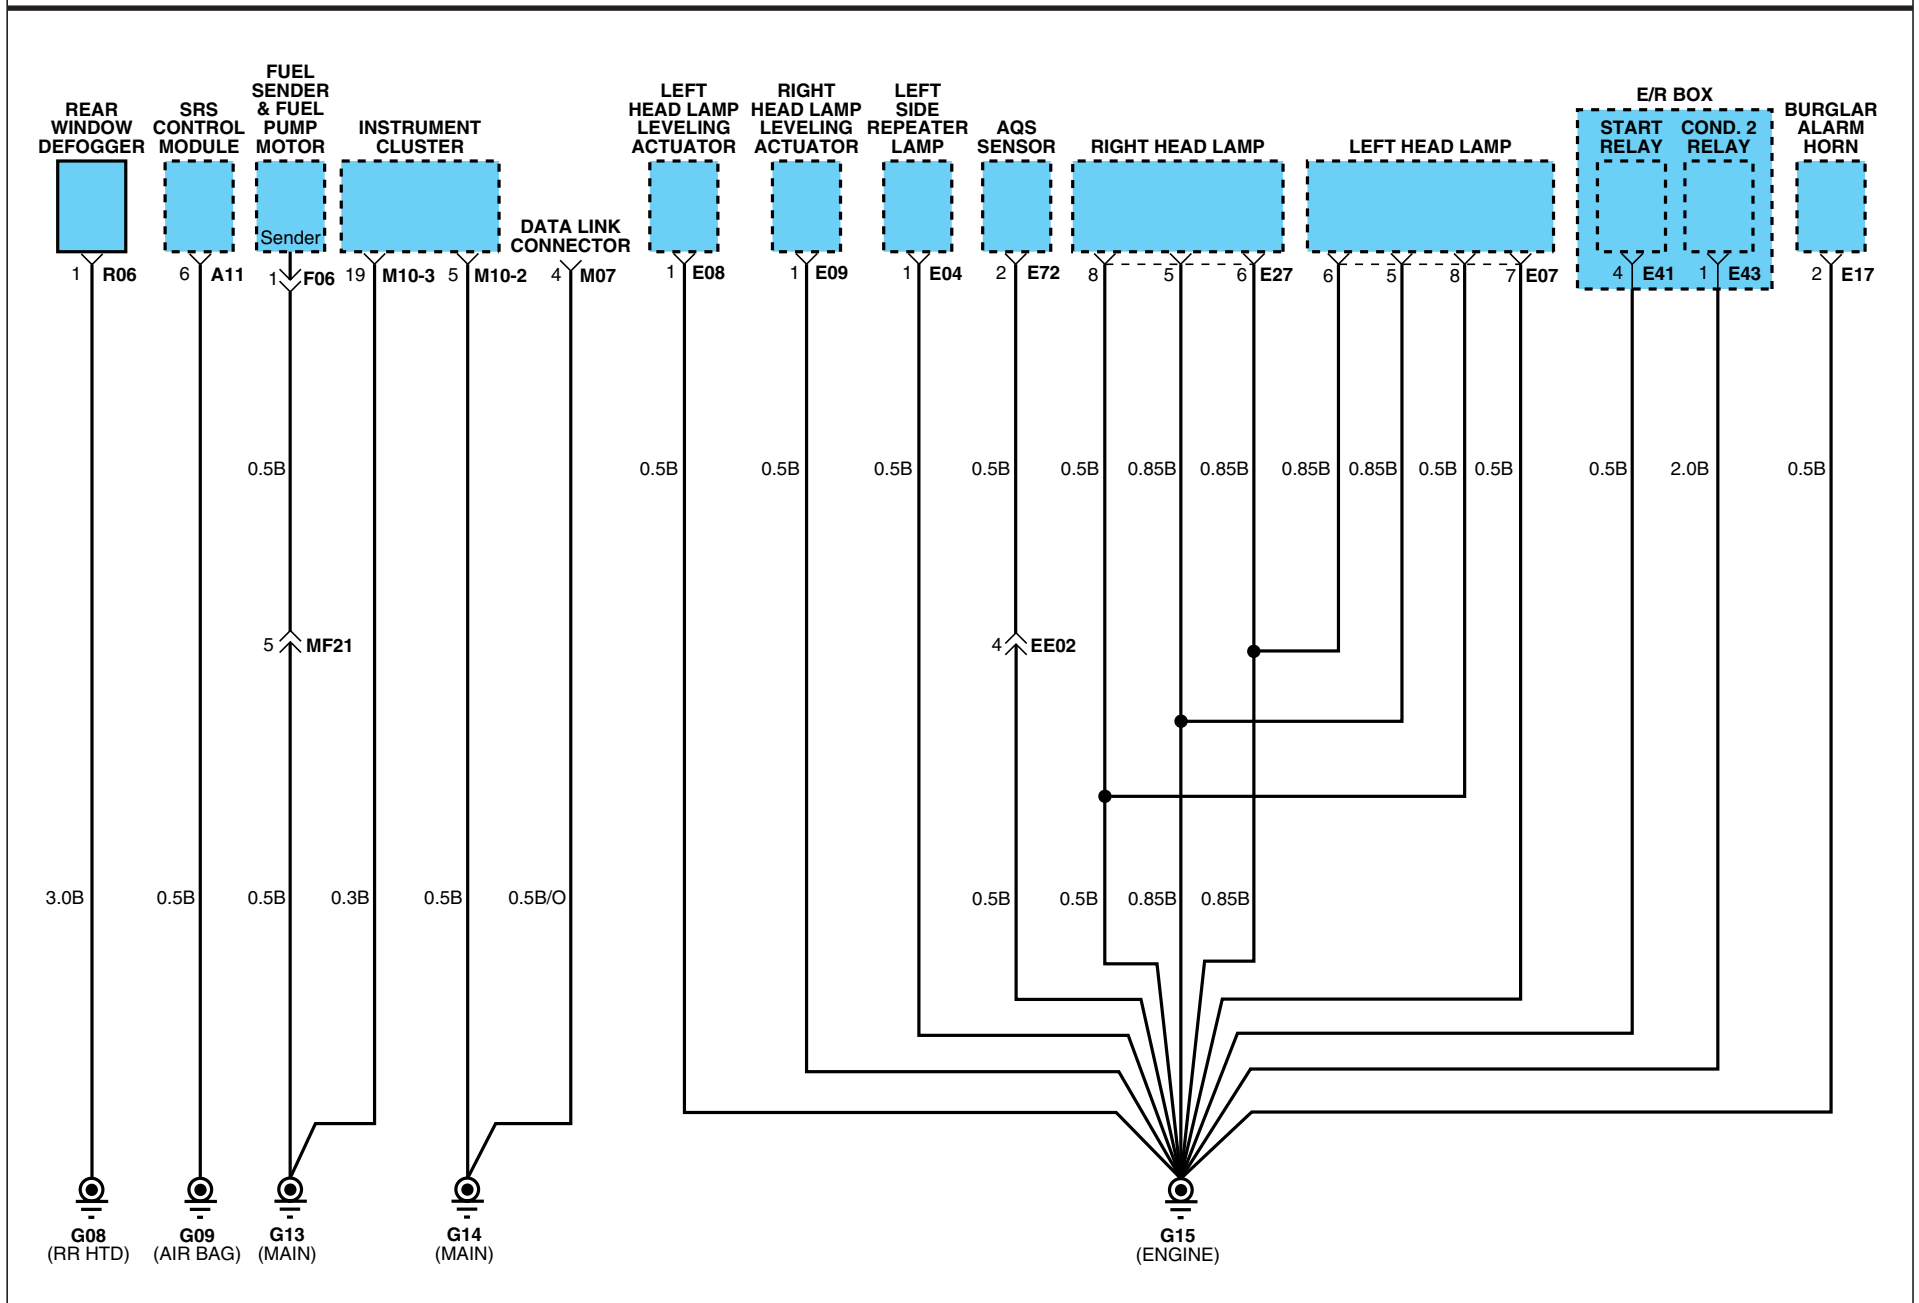 REAR
WINDOW
DEFOGGER
SRS
CONTROL
MODULE
FUEL
SENDER
& FUEL
PUMP
MOTOR
INSTRUMENT
CLUSTER
DATA LINK
CONNECTOR
LEFT
HEAD LAMP
LEVELING
ACTUATOR
RIGHT
HEAD LAMP
LEVELING
ACTUATOR
LEFT
SIDE
REPEATER
LAMP
AQS
SENSOR
RIGHT HEAD LAMP
LEFT HEAD LAMP
E/R BOX
START
RELAY
COND. 2
RELAY
BURGLAR
ALARM
HORN
Sender
1 R06
6 A11
1 F06
19 M10-3
5 M10-2
4 M07
1 E08
1 E09
1 E04
2 E72
8 5 6 E27
6 5 8 7 E07
4 E41
1 E43
2 E17
0.5B 0.5B 0.5B 0.5B 0.5B 0.5B 0.85B 0.85B 0.85B 0.85B 0.5B 0.5B 0.5B 2.0B 0.5B
5 MF21
4 EE02
3.0B 0.5B 0.5B 0.3B 0.5B 0.5B/O 0.5B 0.5B 0.85B 0.85B
G08
(RR HTD)
G09
(AIR BAG)
G13
(MAIN)
G14
(MAIN)
G15
(ENGINE)